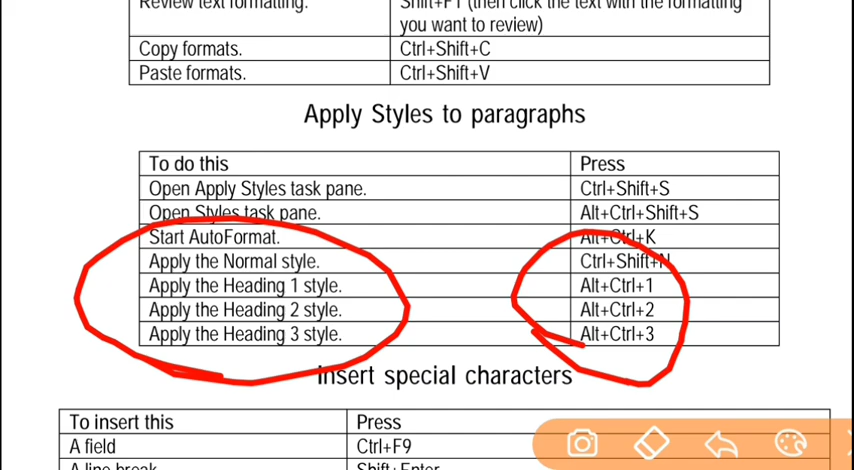 Review text formatting. Shift+F1 (then click the text with the formatting
you want to review)
Copy formats. Ctrl+Shift+C
Paste formats. Ctrl+Shift+V
Apply Styles to paragraphs
To do this Press
Open Apply Styles task pane. Ctrl+Shift+S
Open Styles task pane. Alt+Ctrl+Shift+S
Start AutoFormat. Alt+Ctrl+K
Apply the Normal style. Ctrl+Shift+N
Apply the Heading 1 style. Alt+Ctrl+1
Apply the Heading 2 style. Alt+Ctrl+2
Apply the Heading 3 style. Alt+Ctrl+3
Insert special characters
To insert this Press
A field Ctrl+F9
A line break Shift+Enter